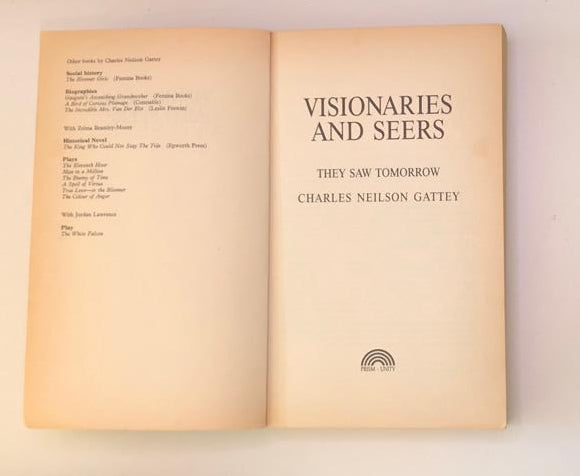 Other books by Charles Neilson Gattey
Social history
The Bloomer Girls (Femina Books)
Biographies
Gauguin's Astonishing Grandmother (Femina Books)
A Bird of Curious Plumage (Constable)
The Incredible Mrs. Van Der Elst (Leslie Frewin)
With Zelma Bramley-Moore
Historical Novel
The King Who Could Not Stay The Tide (Epworth Press)
Plays
The Eleventh Hour
Man in a Million
The Enemy of Time
A Spell of Virtue
True Love—or the Bloomer
The Colour of Anger
With Jordan Lawrence
Play
The White Falcon
VISIONARIES
AND SEERS
THEY SAW TOMORROW
CHARLES NEILSON GATTEY
PRISM · UNITY